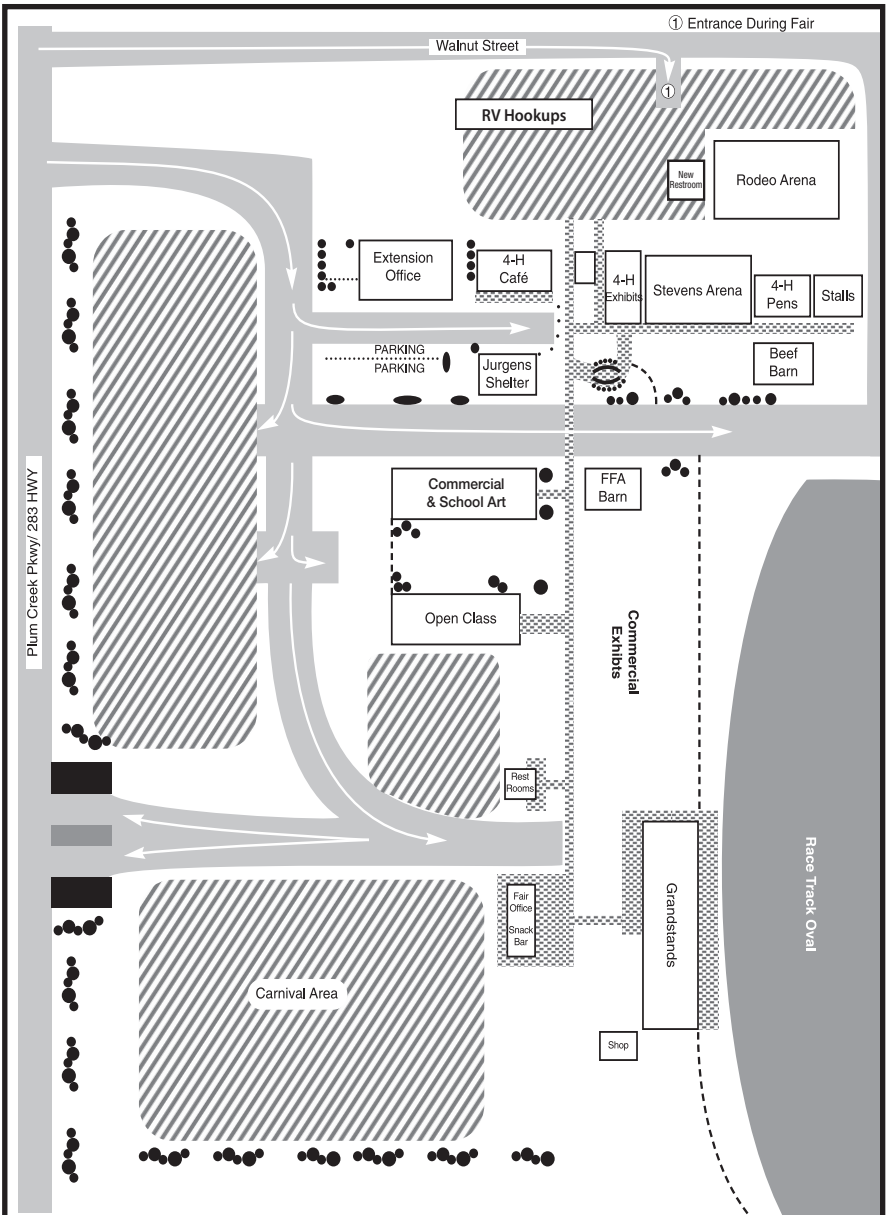 ① Entrance During Fair
Walnut Street
①
RV Hookups
New
Restroom
Rodeo Arena
Extension
Office
4-H
Café
4-H
Exhibits
Stevens Arena
4-H
Pens
Stalls
PARKING
PARKING
Jurgens
Shelter
Beef
Barn
Plum Creek Pkwy/ 283 HWY
Commercial
& School Art
FFA
Barn
Open Class
Commercial
Exhibts
Rest
Rooms
Race Track Oval
Grandstands
Fair
Office
Snack
Bar
Carnival Area
Shop